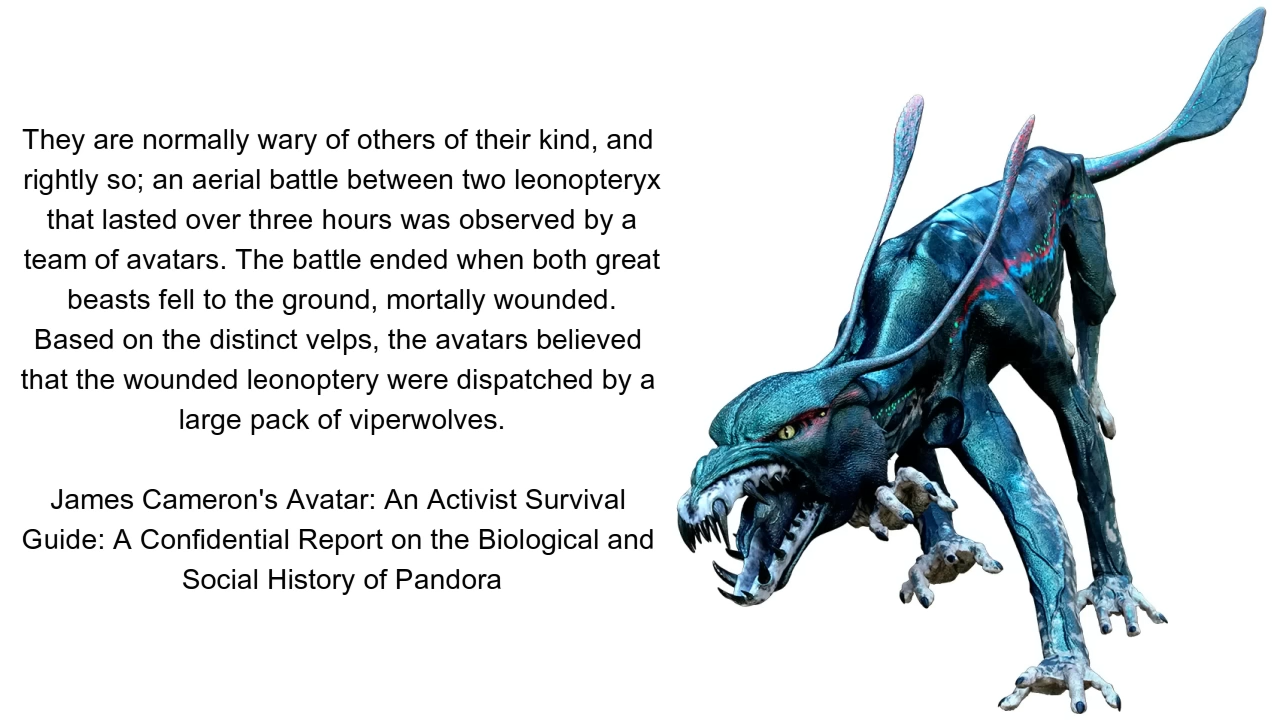 They are normally wary of others of their kind, and
rightly so; an aerial battle between two leonopteryx
that lasted over three hours was observed by a
team of avatars. The battle ended when both great
beasts fell to the ground, mortally wounded.
Based on the distinct velps, the avatars believed
that the wounded leonoptery were dispatched by a
large pack of viperwolves.
James Cameron's Avatar: An Activist Survival
Guide: A Confidential Report on the Biological and
Social History of Pandora